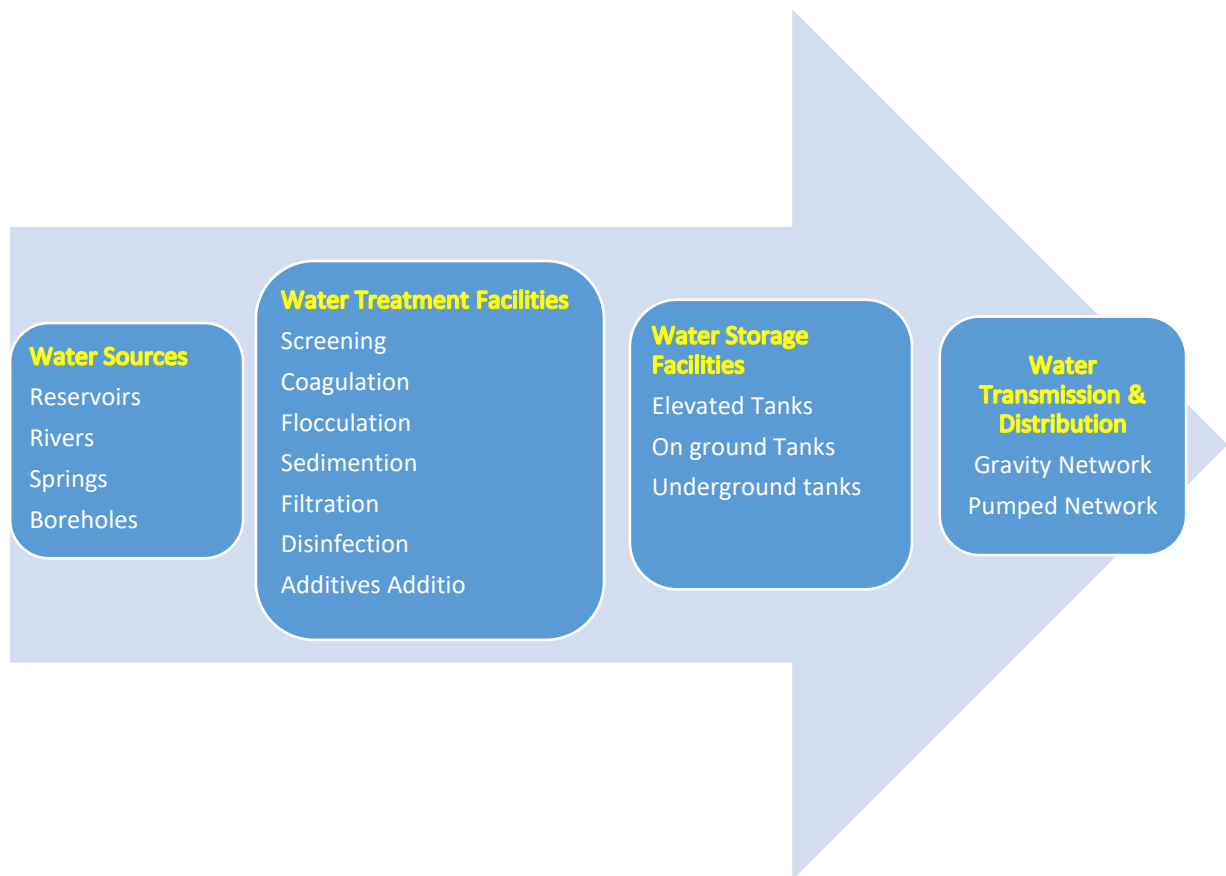 Water Sources
Reservoirs
Rivers
Springs
Boreholes
Water Treatment Facilities
Screening
Coagulation
Flocculation
Sedimention
Filtration
Disinfection
Additives Additio
Water Storage
Facilities
Elevated Tanks
On ground Tanks
Underground tanks
Water
Transmission &
Distribution
Gravity Network
Pumped Network